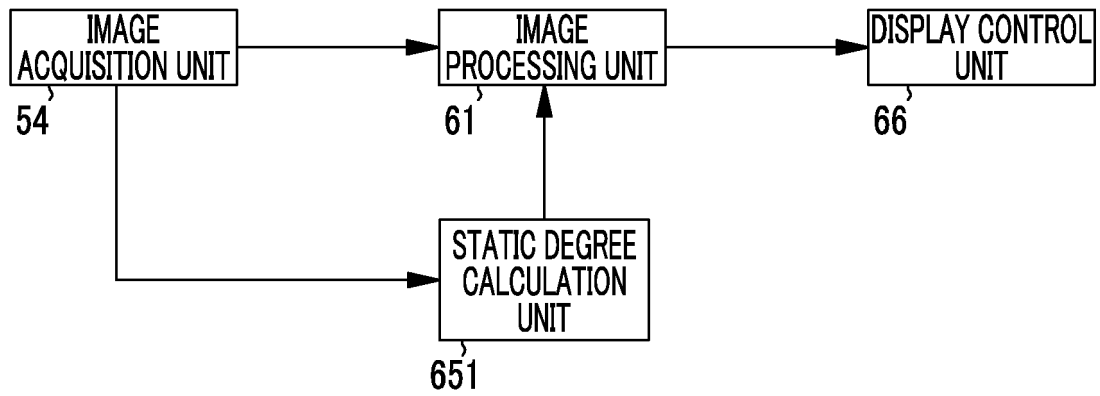 IMAGE
ACQUISITION UNIT
54
IMAGE
PROCESSING UNIT
61
DISPLAY CONTROL
UNIT
66
STATIC DEGREE
CALCULATION
UNIT
651